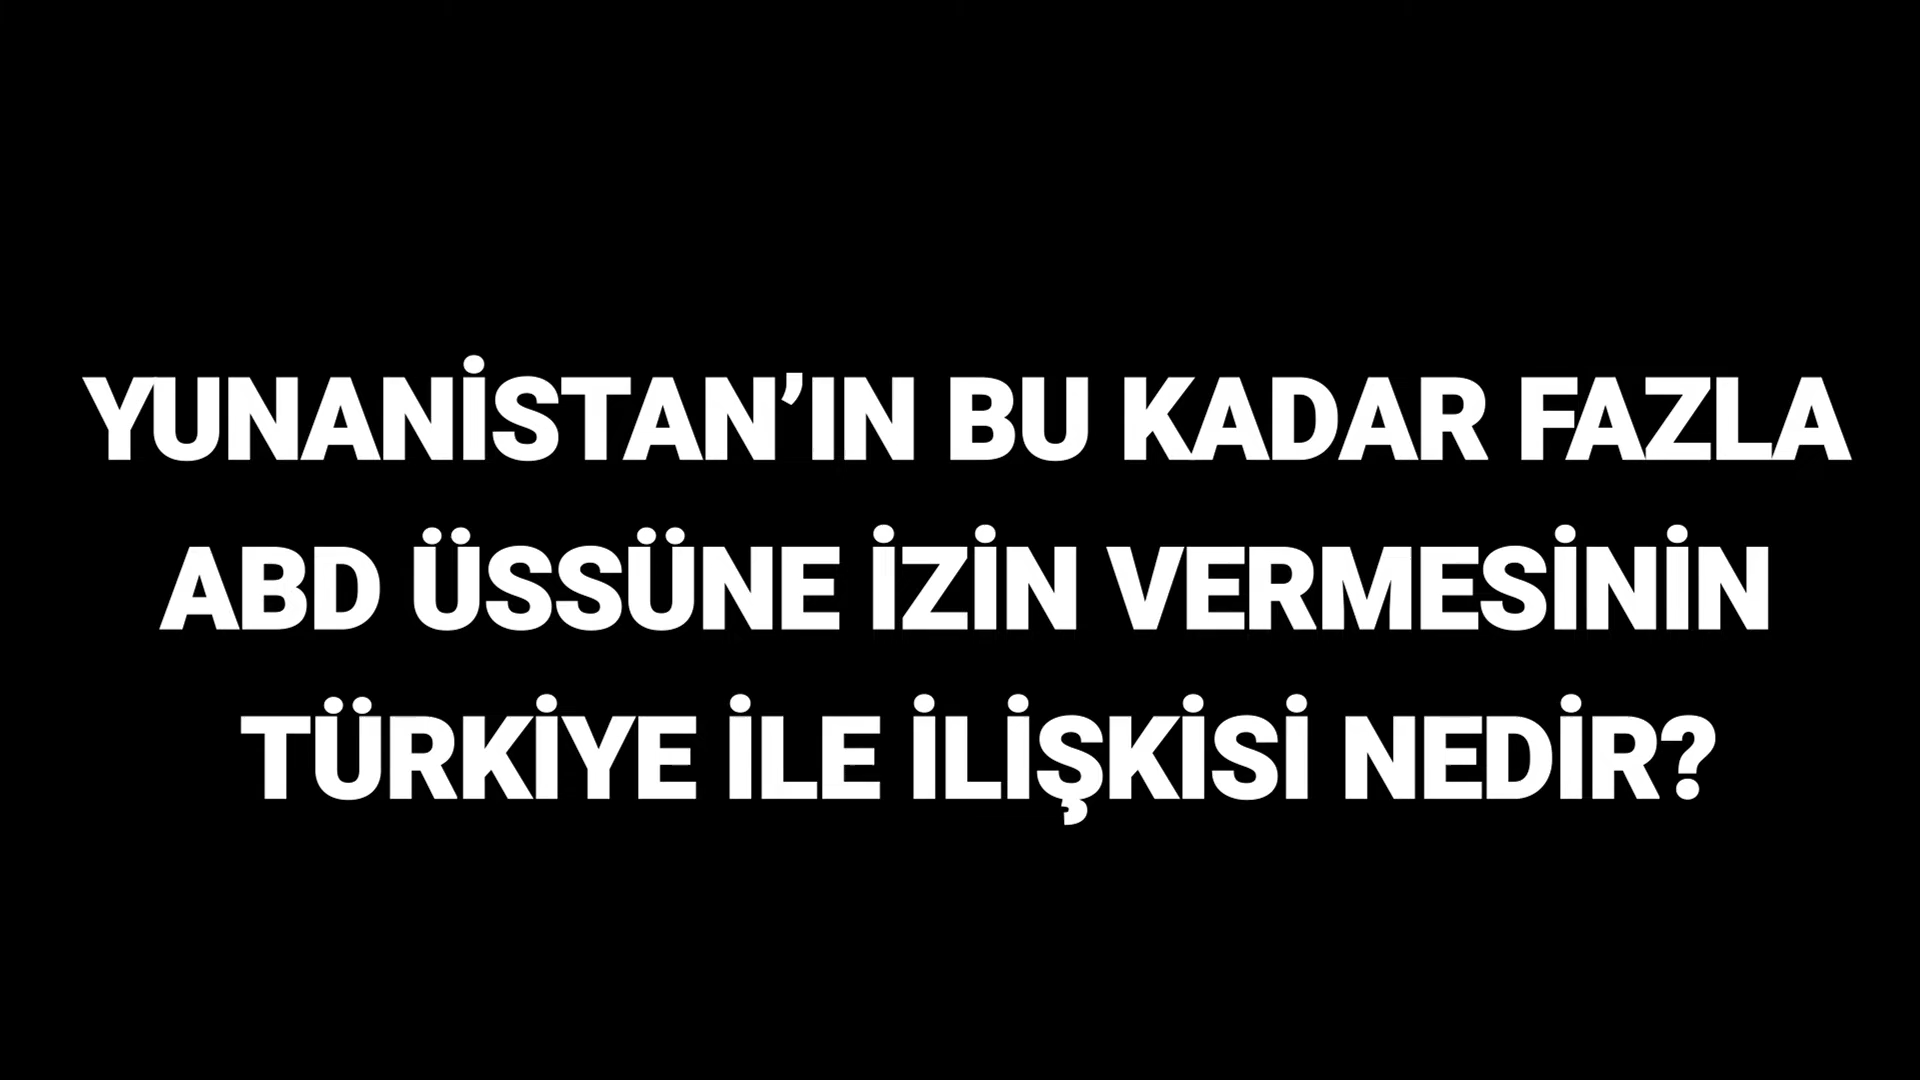 YUNANİSTAN’IN BU KADAR FAZLA
ABD ÜSSÜNE İZİN VERMESİNİN
TÜRKİYE İLE İLİŞKİSİ NEDİR?